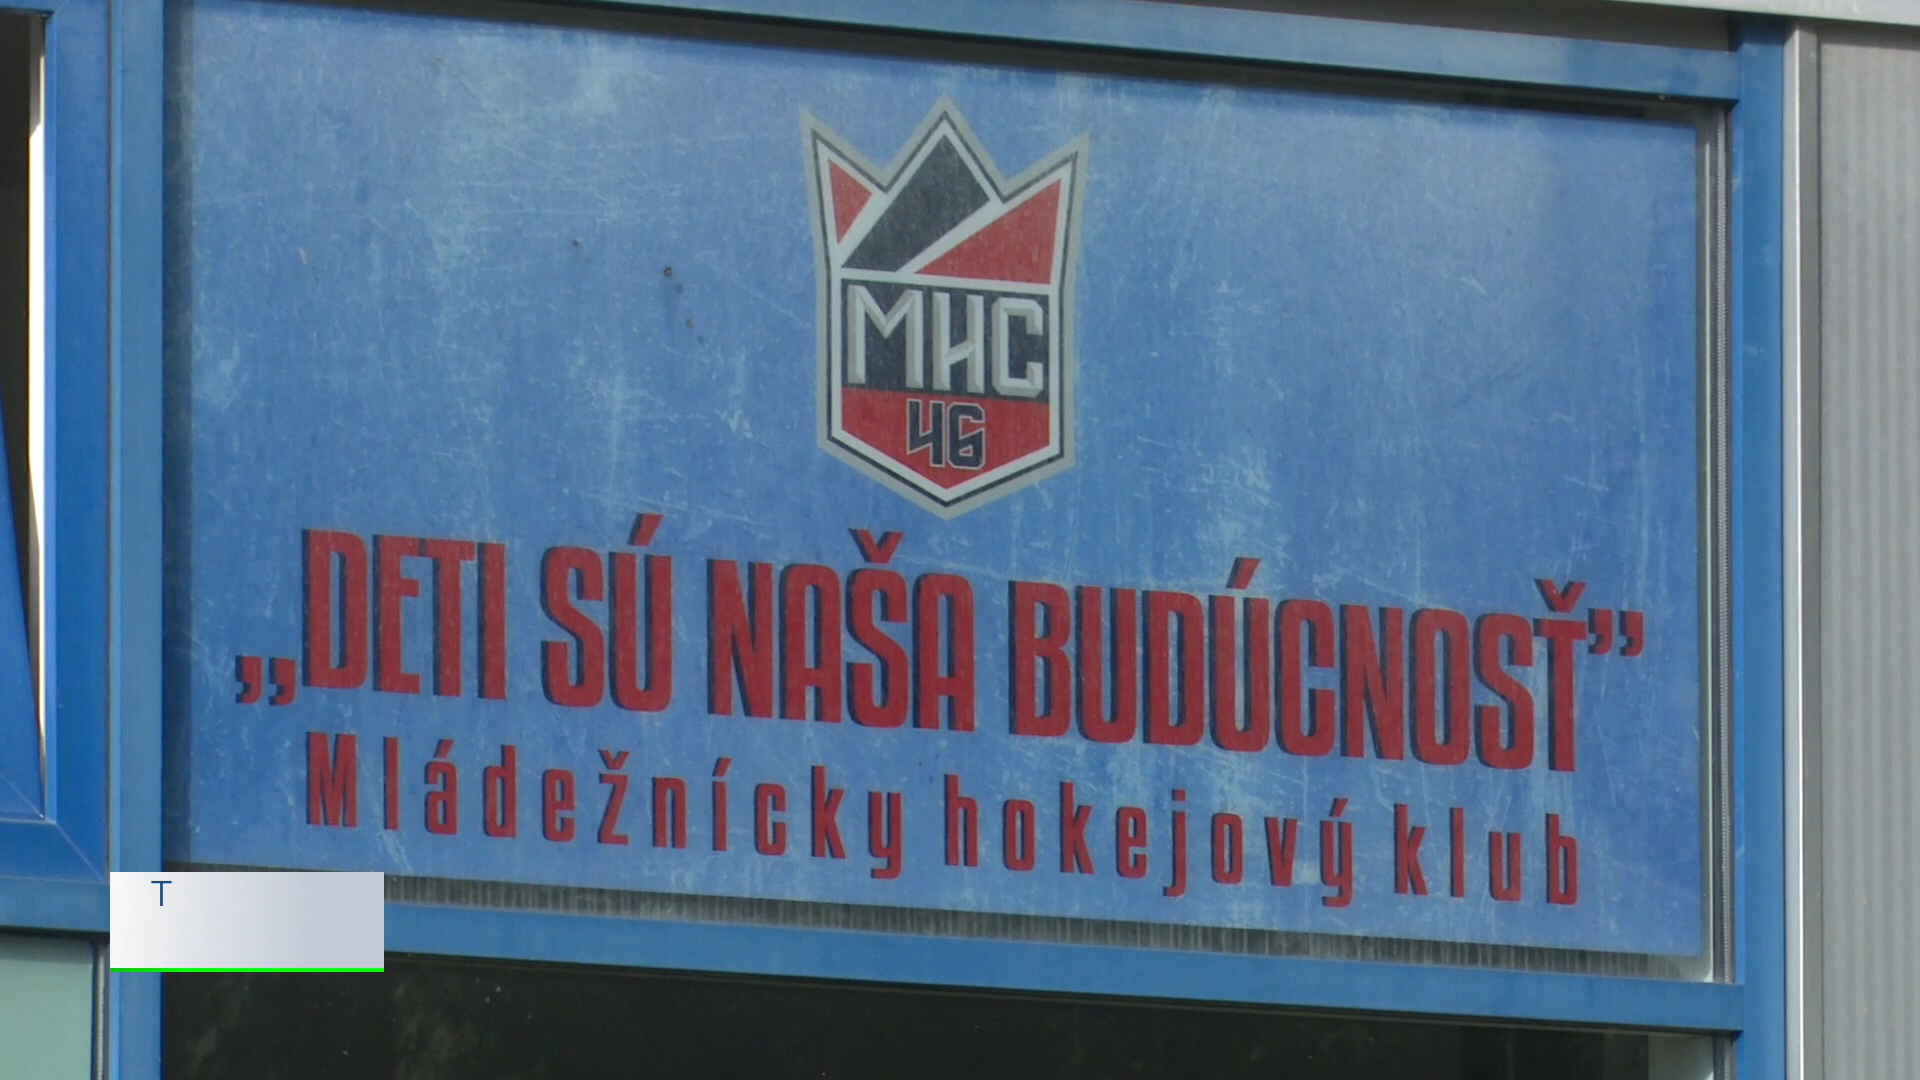 MHC
46
„DETI SÚ NAŠA BUDÚCNOSŤ”
Mládežnícky hokejový klub
T